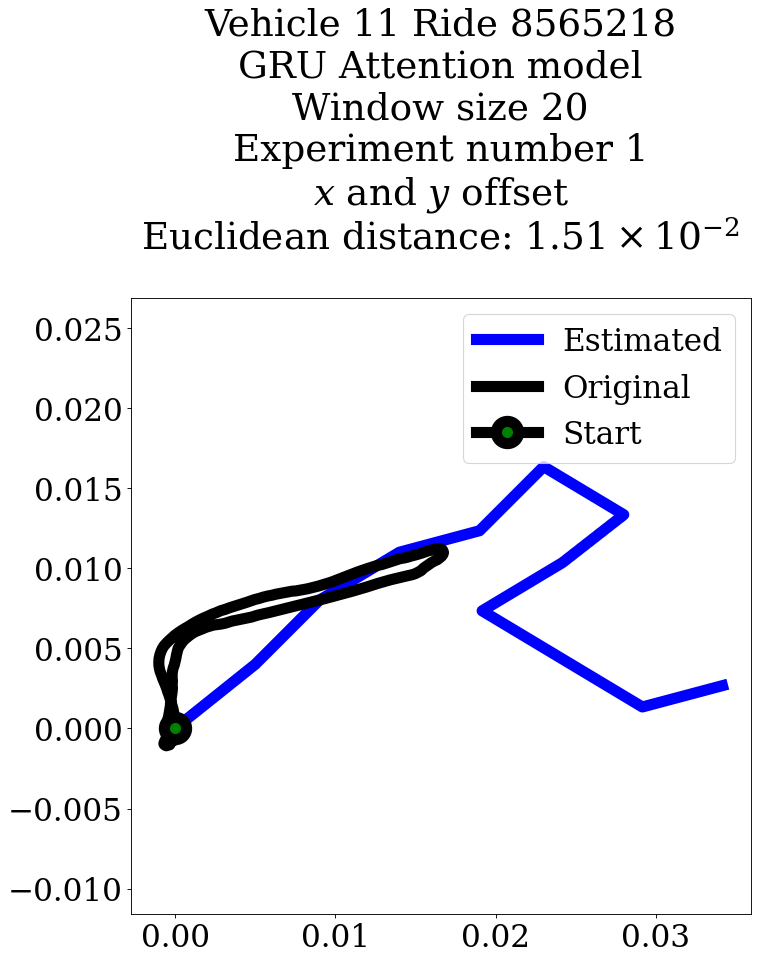 Vehicle 11 Ride 8565218
GRU Attention model
Window size 20
Experiment number 1
x and y offset
Euclidean distance: 1.51 × 10⁻²
Estimated
Original
Start
0.025
0.020
0.015
0.010
0.005
0.000
−0.005
−0.010
0.00 0.01 0.02 0.03